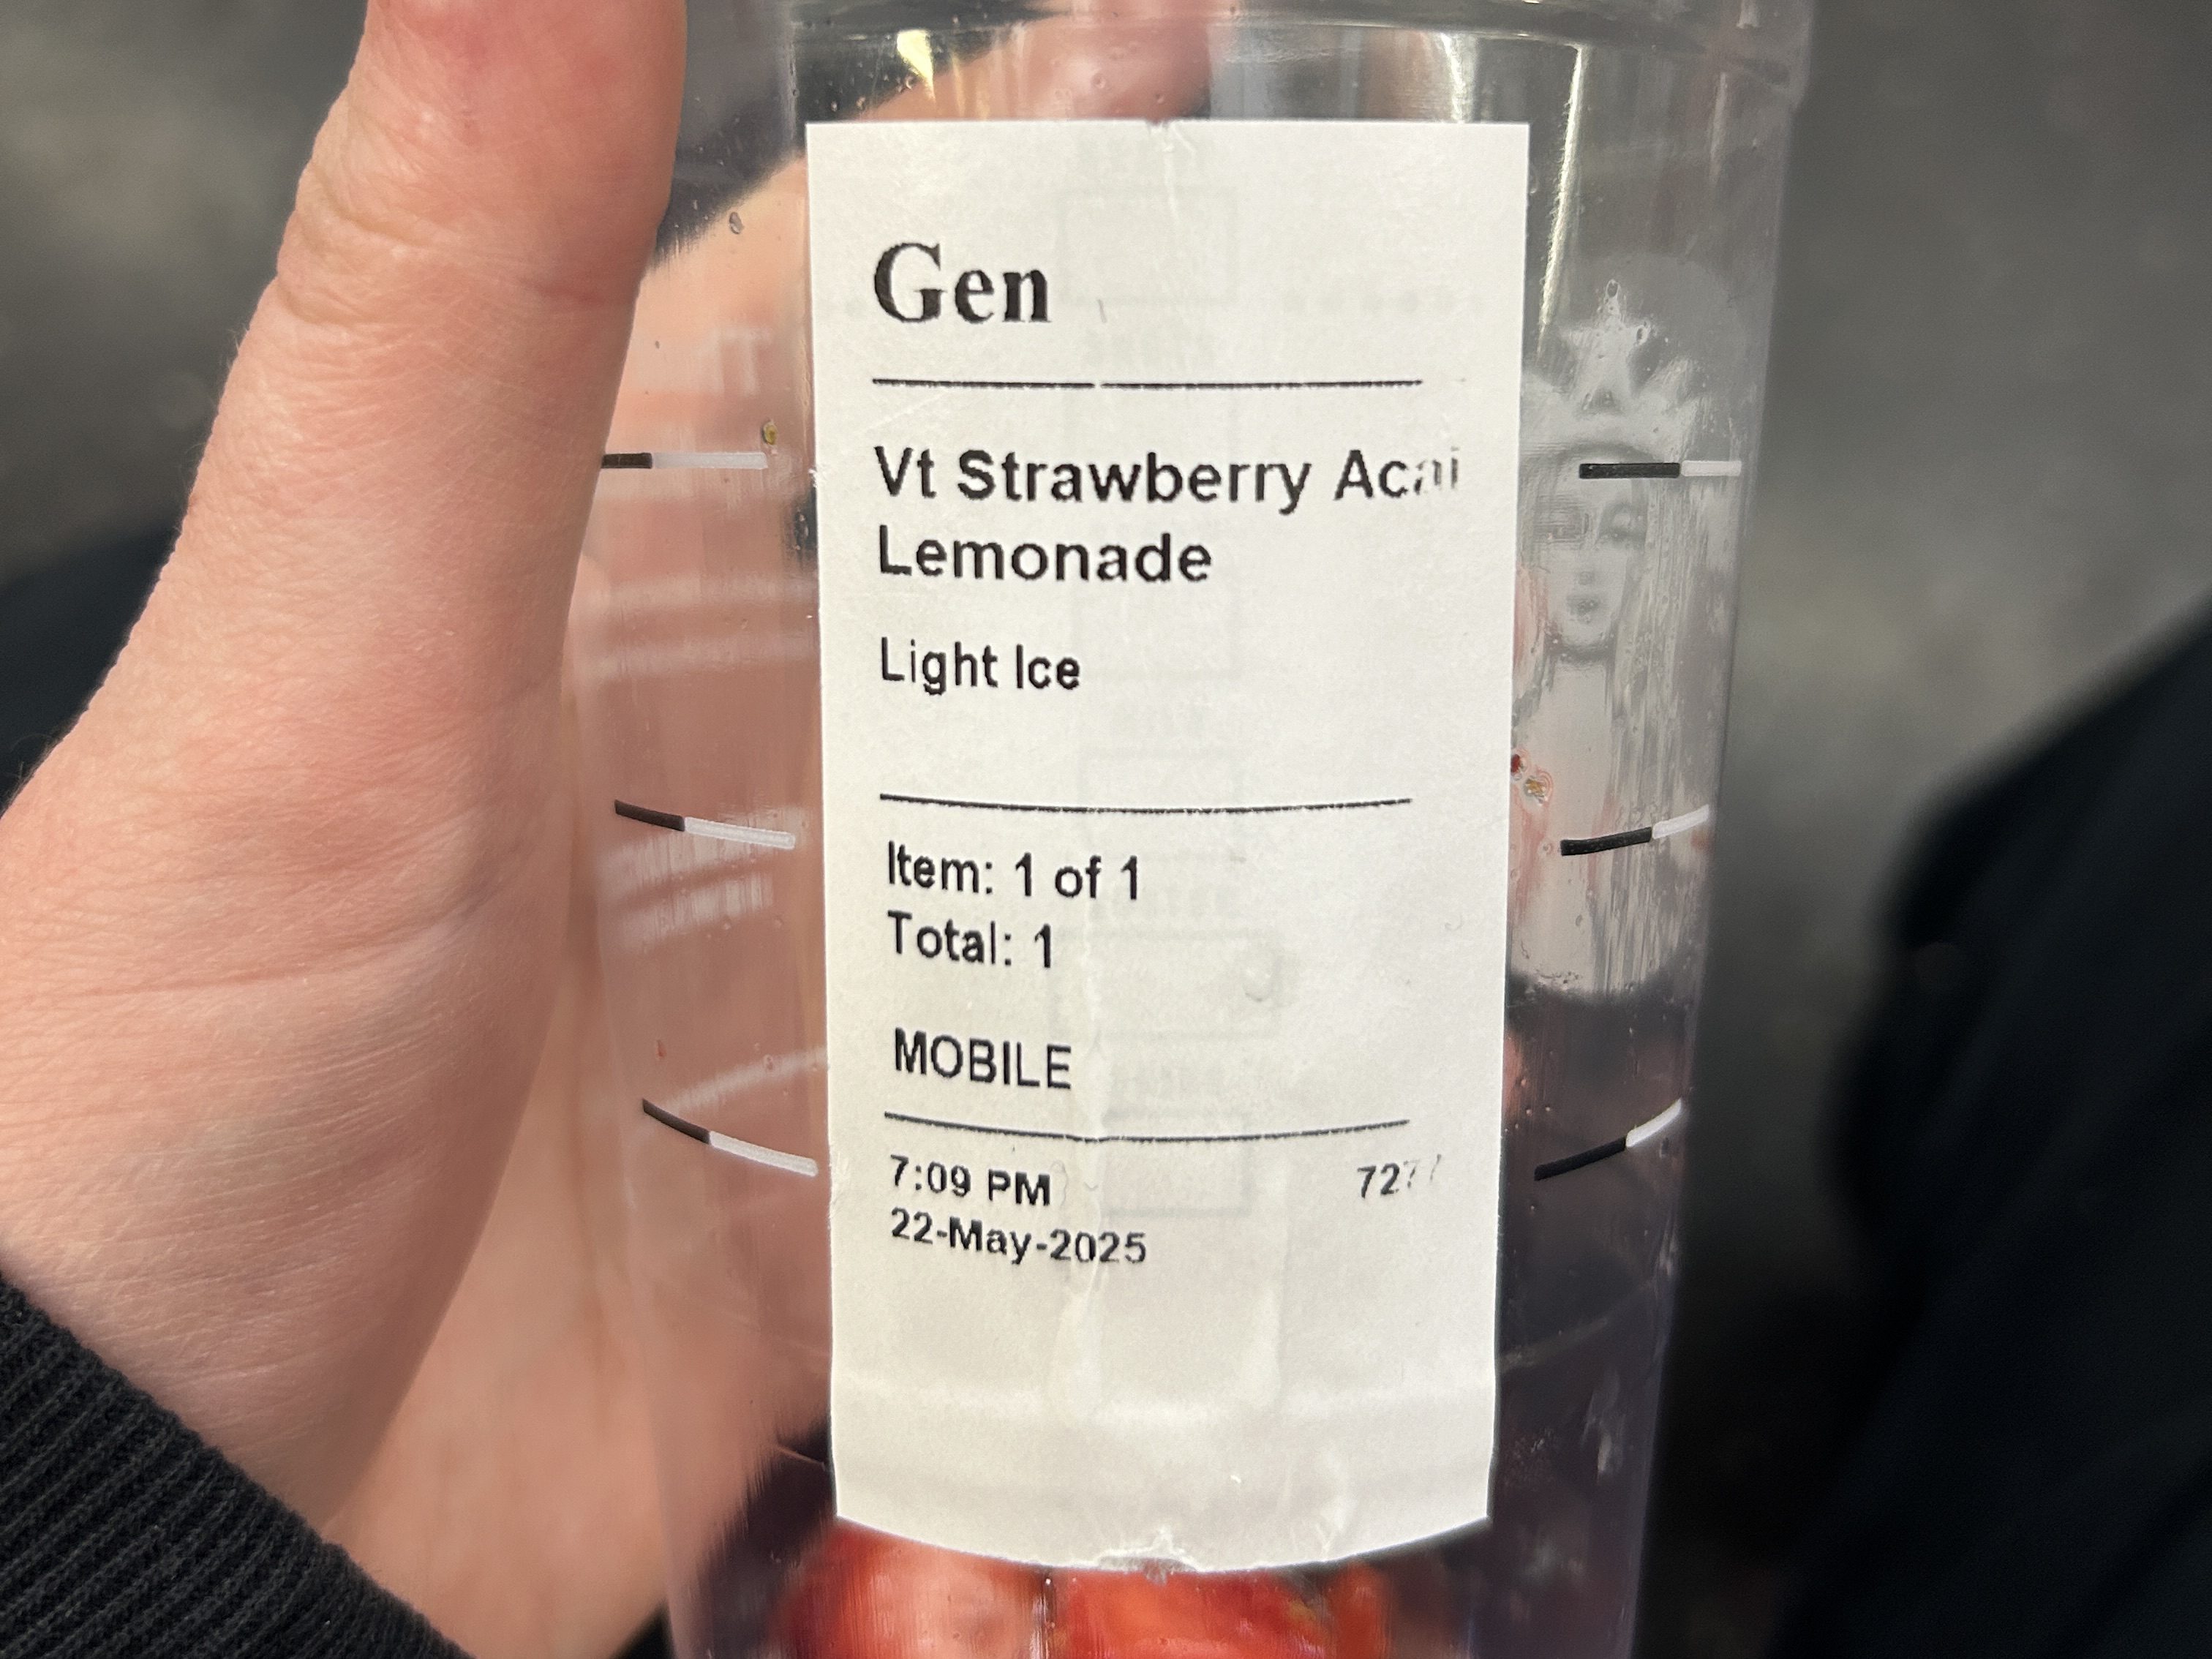 Gen
Vt Strawberry Acai
Lemonade
Light Ice
Item: 1 of 1
Total: 1
MOBILE
7:09 PM
22-May-2025